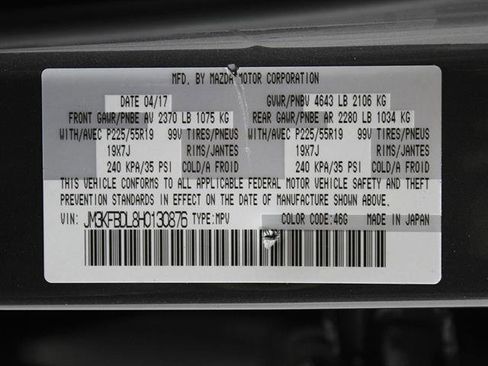 MFD. BY MAZDA MOTOR CORPORATION
DATE 04/17 GVWR/PNBV 4643 LB 2106 KG
FRONT GAWR/PNBE AV 2370 LB 1075 KG REAR GAWR/PNBE AR 2280 LB 1034 KG
WITH/AVEC P225/55R19 99V TIRES/PNEUS WITH/AVEC P225/55R19 99V TIRES/PNEUS
19X7J RIMS/JANTES 19X7J RIMS/JANTES
240 KPA/35 PSI COLD/A FROID 240 KPA/35 PSI COLD/A FROID
THIS VEHICLE CONFORMS TO ALL APPLICABLE FEDERAL MOTOR VEHICLE SAFETY AND THEFT
PREVENTION STANDARDS IN EFFECT ON THE DATE OF MANUFACTURE SHOWN ABOVE.
VIN: JM3KFBDL8H0130876 TYPE:MPV COLOR CODE:46G MADE IN JAPAN